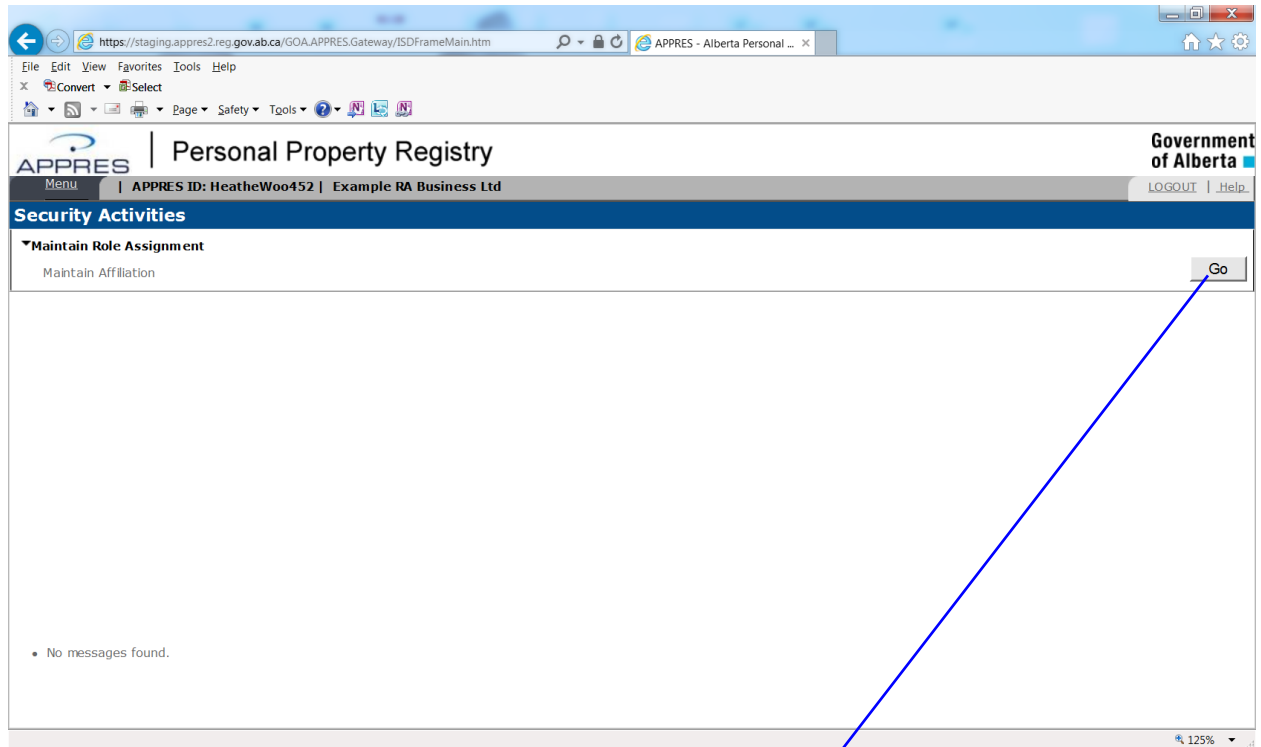 https://staging.appres2.reg.gov.ab.ca/GOA.APPRES.Gateway/ISDFrameMain.htm
APPRES - Alberta Personal ...
File Edit View Favorites Tools Help
x Convert Select
Page Safety Tools
APPRES | Personal Property Registry
Government
of Alberta
Menu | APPRES ID: HeatheWoo452 | Example RA Business Ltd
LOGOUT | Help
Security Activities
Maintain Role Assignment
Maintain Affiliation
Go
• No messages found.
125%